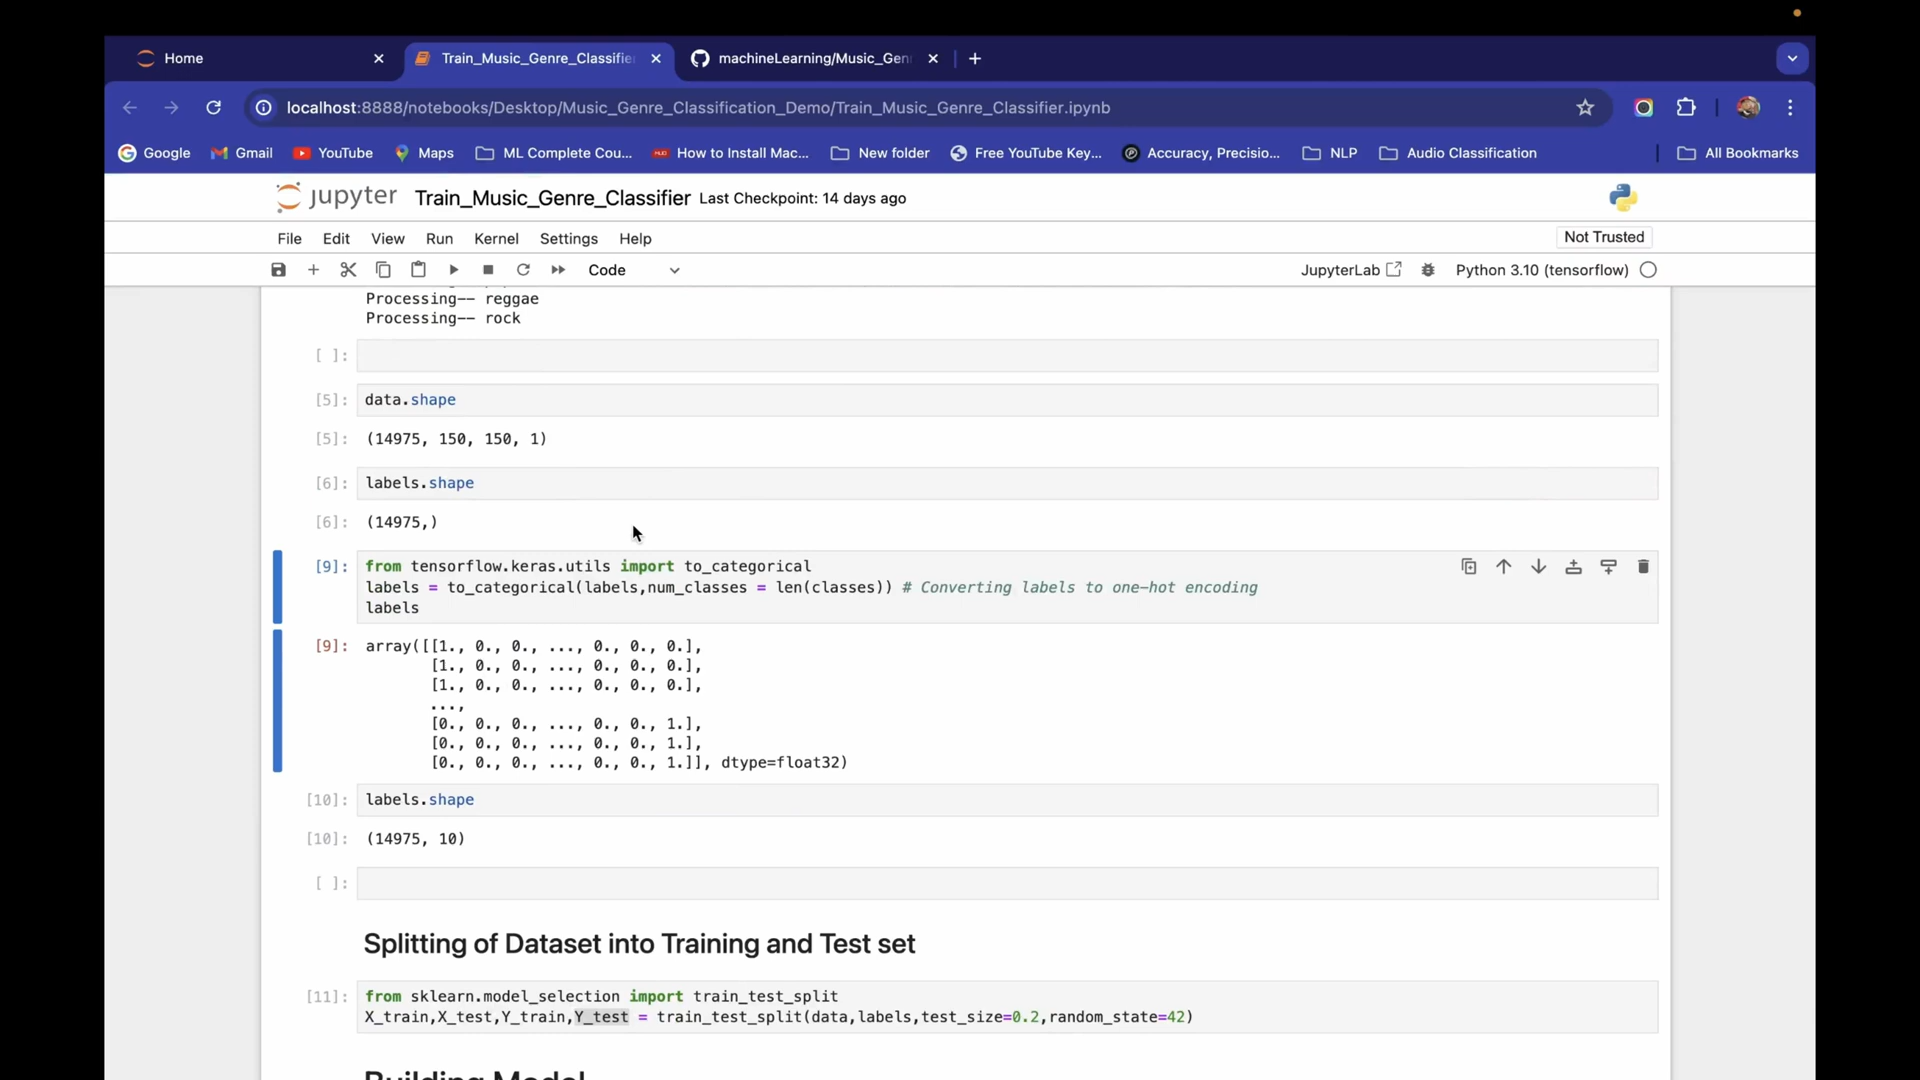 Home
Train_Music_Genre_Classifie
machineLearning/Music_Gen
localhost:8888/notebooks/Desktop/Music_Genre_Classification_Demo/Train_Music_Genre_Classifier.ipynb
Google Gmail YouTube Maps ML Complete Cou... How to Install Mac... New folder Free YouTube Key... Accuracy, Precisio... NLP Audio Classification All Bookmarks
jupyter Train_Music_Genre_Classifier Last Checkpoint: 14 days ago
File Edit View Run Kernel Settings Help Not Trusted
Code JupyterLab Python 3.10 (tensorflow)
Processing-- reggae
Processing-- rock
[ ]:
[5]: data.shape
[5]: (14975, 150, 150, 1)
[6]: labels.shape
[6]: (14975,)
[9]: from tensorflow.keras.utils import to_categorical
labels = to_categorical(labels,num_classes = len(classes)) # Converting labels to one-hot encoding
labels
[9]: array([[1., 0., 0., ..., 0., 0., 0.],
[1., 0., 0., ..., 0., 0., 0.],
[1., 0., 0., ..., 0., 0., 0.],
...,
[0., 0., 0., ..., 0., 0., 1.],
[0., 0., 0., ..., 0., 0., 1.],
[0., 0., 0., ..., 0., 0., 1.]], dtype=float32)
[10]: labels.shape
[10]: (14975, 10)
[ ]:
Splitting of Dataset into Training and Test set
[11]: from sklearn.model_selection import train_test_split
X_train,X_test,Y_train,Y_test = train_test_split(data,labels,test_size=0.2,random_state=42)
Building Model